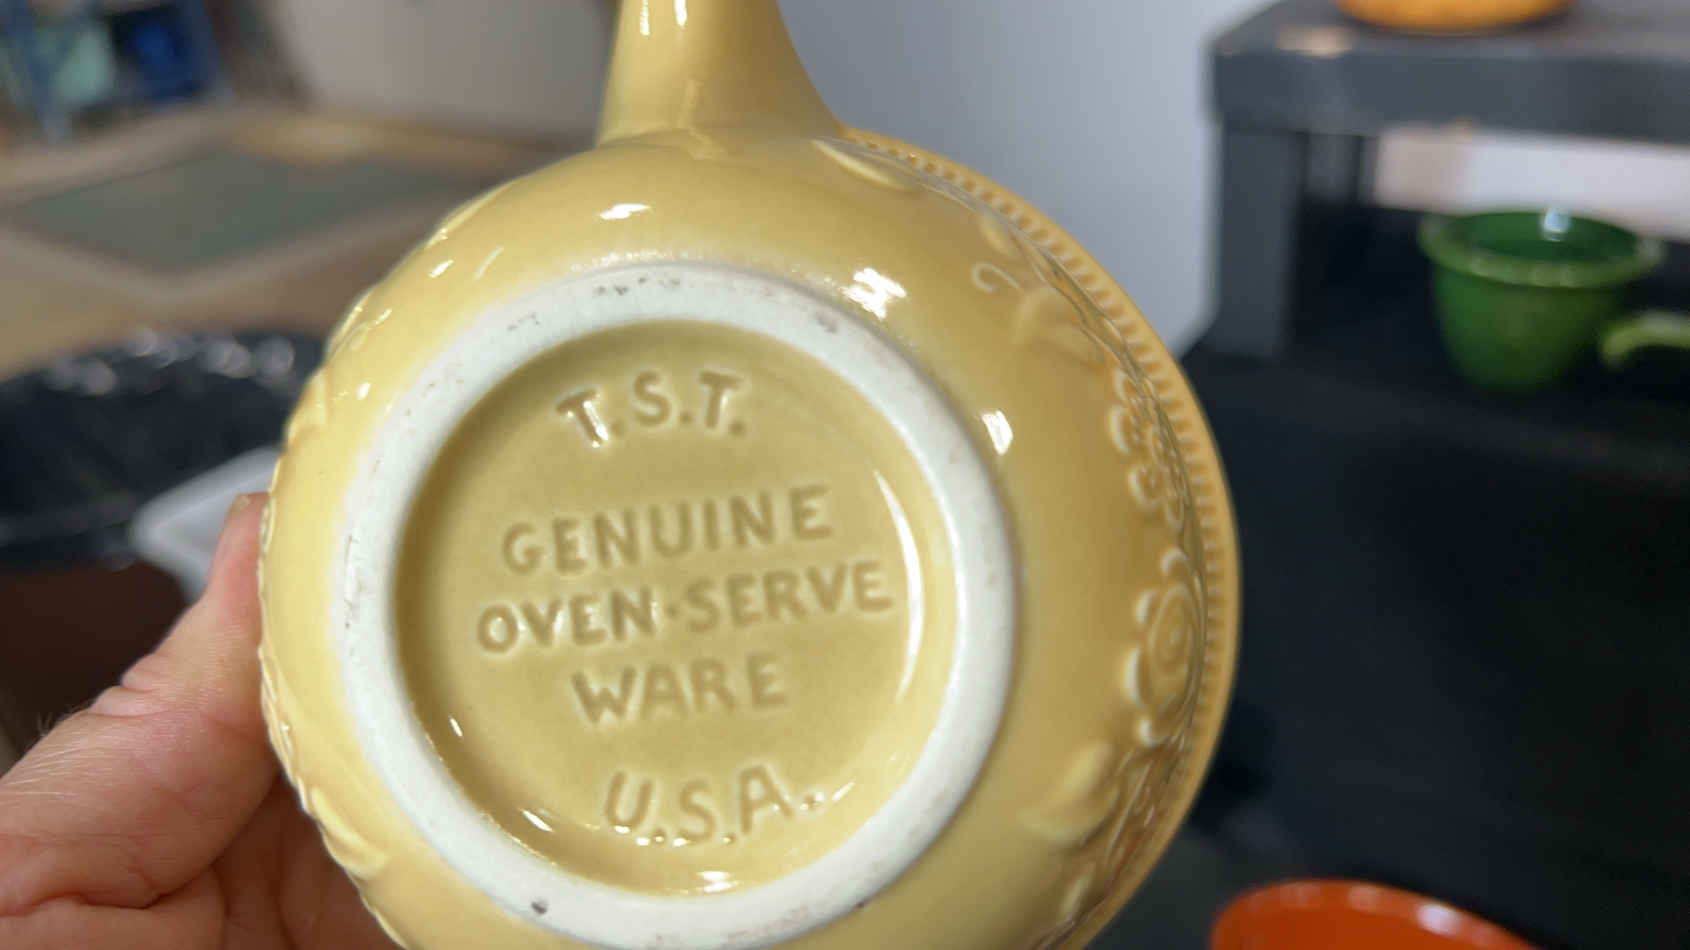 T.S.T.
GENUINE
OVEN·SERVE
WARE
U.S.A.